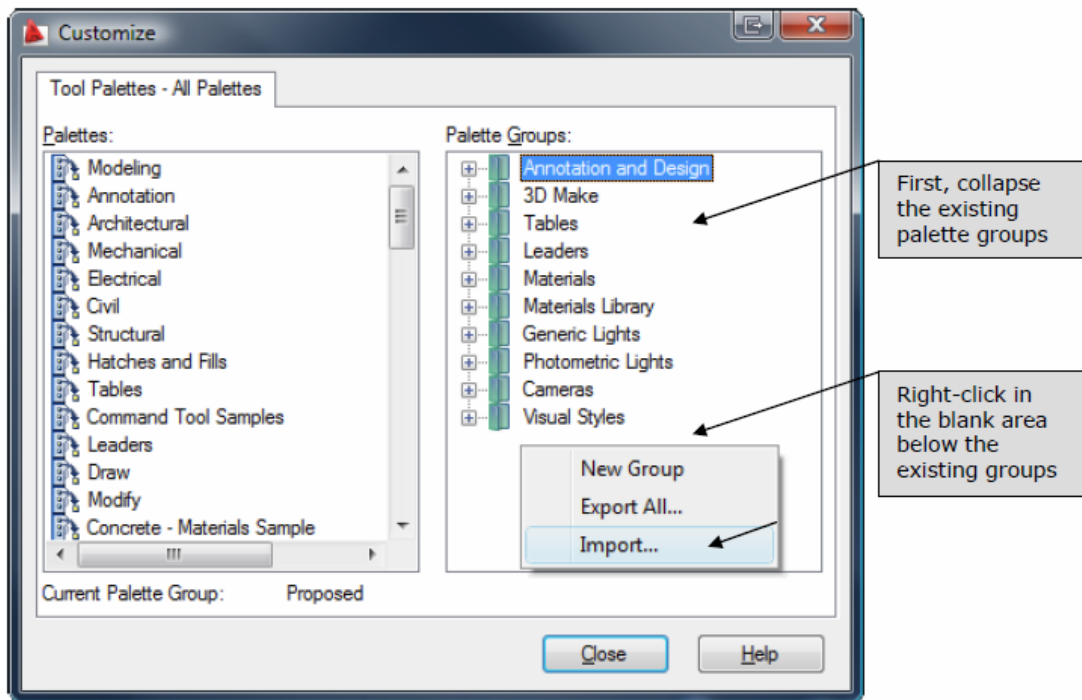 Customize
Tool Palettes - All Palettes
Palettes:
Modeling
Annotation
Architectural
Mechanical
Electrical
Civil
Structural
Hatches and Fills
Tables
Command Tool Samples
Leaders
Draw
Modify
Concrete - Materials Sample
Palette Groups:
Annotation and Design
3D Make
Tables
Leaders
Materials
Materials Library
Generic Lights
Photometric Lights
Cameras
Visual Styles
New Group
Export All...
Import...
First, collapse
the existing
palette groups
Right-click in
the blank area
below the
existing groups
Current Palette Group: Proposed
Close
Help